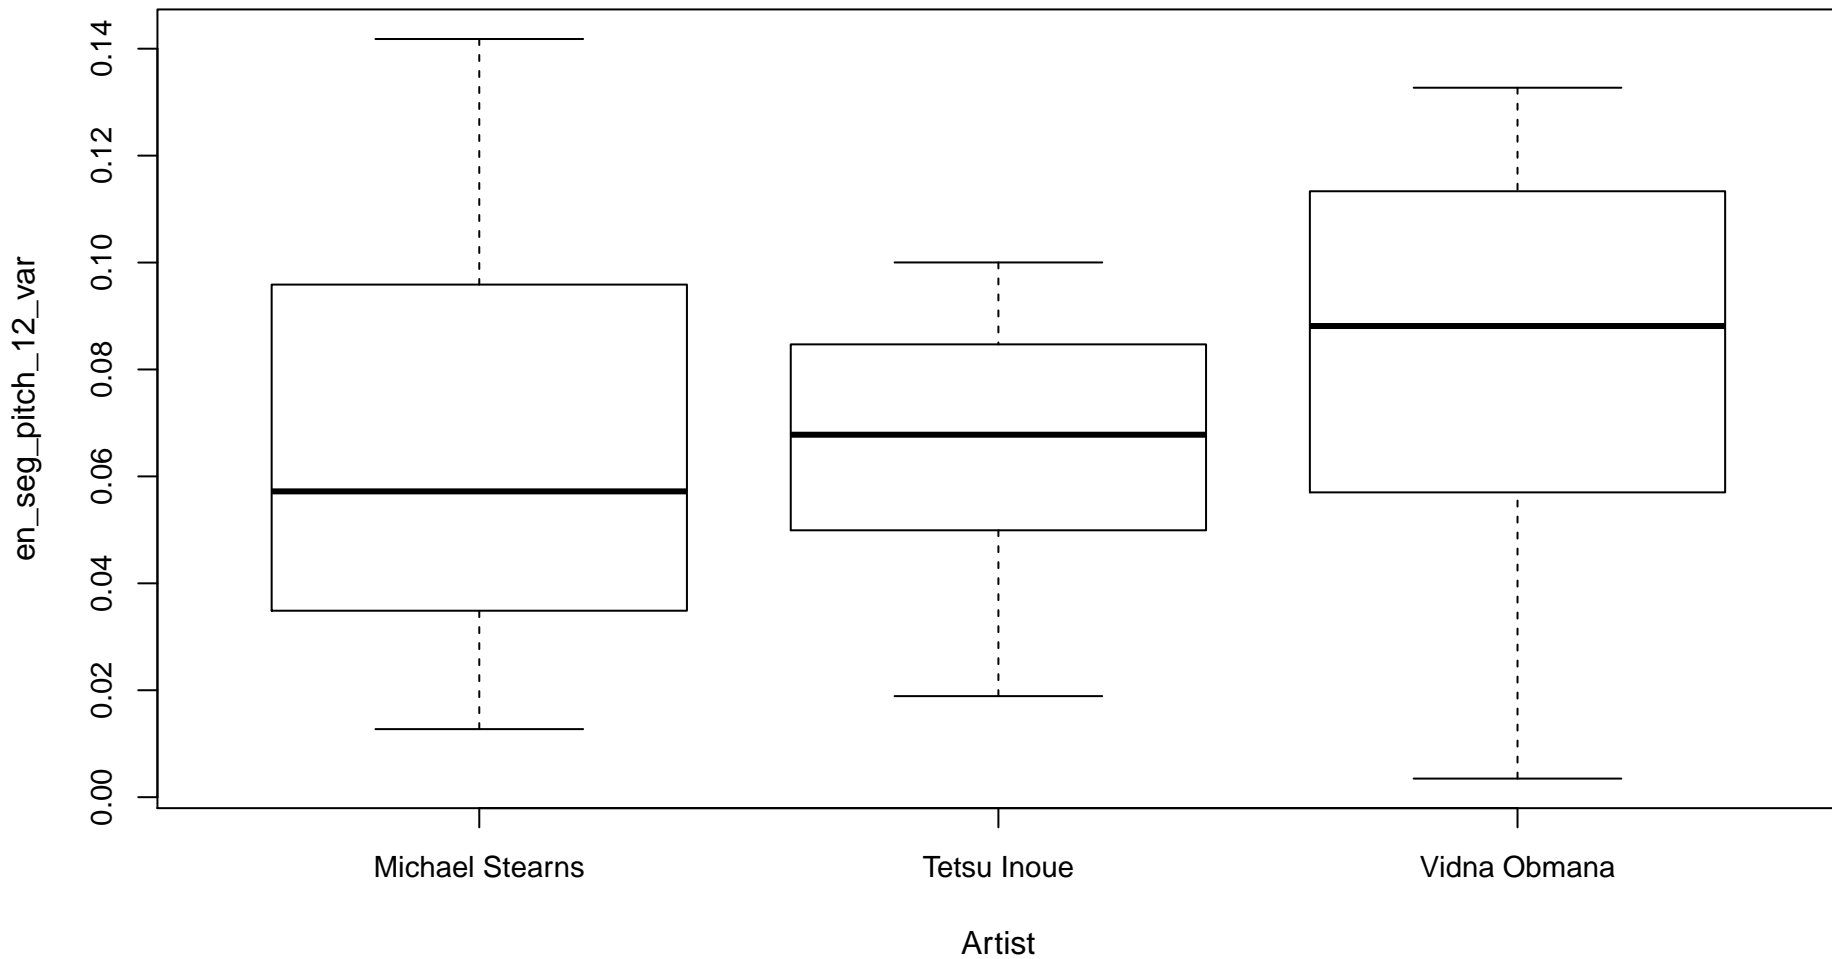 en_seg_pitch_12_var
0.14
0.12
0.10
0.08
0.06
0.04
0.02
0.00
Michael Stearns
Tetsu Inoue
Vidna Obmana
Artist